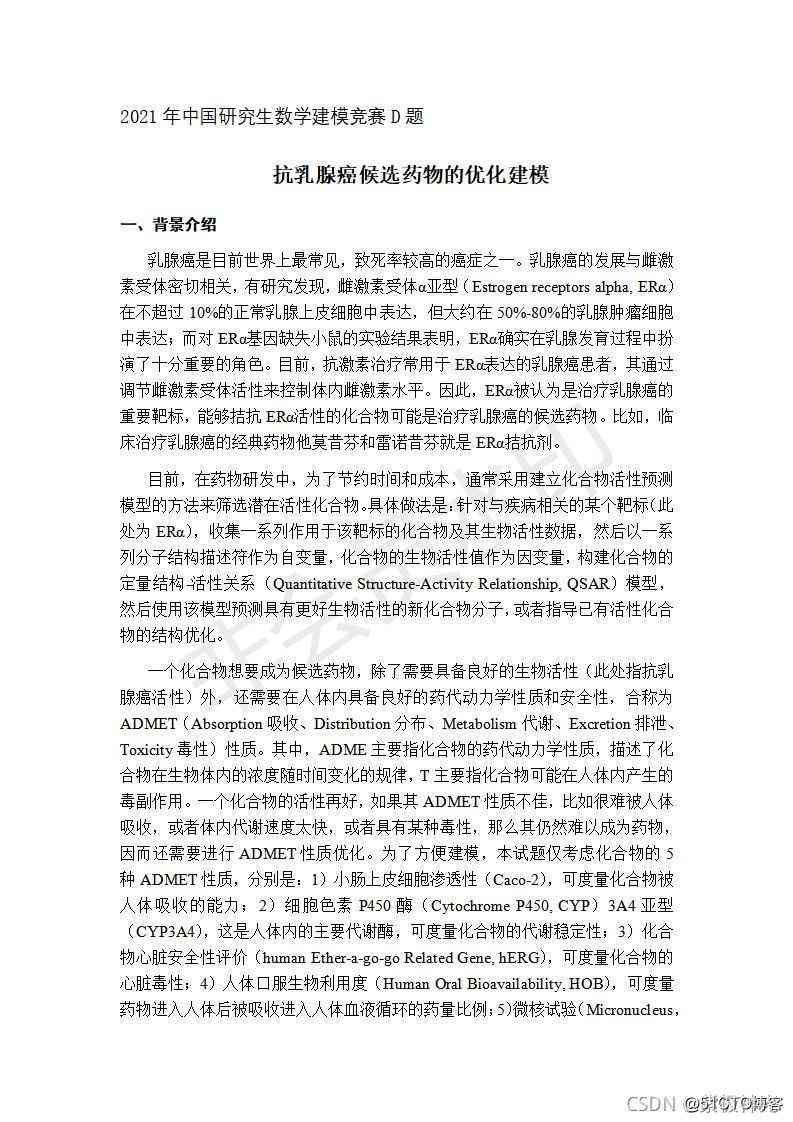 2021 年中国研究生数学建模竞赛 D 题
抗乳腺癌候选药物的优化建模
一、背景介绍
乳腺癌是目前世界上最常见，致死率较高的癌症之一。乳腺癌的发展与雌激
素受体密切相关，有研究发现，雌激素受体α亚型（Estrogen receptors alpha, ERα）
在不超过 10%的正常乳腺上皮细胞中表达，但大约在 50%-80%的乳腺肿瘤细胞
中表达；而对 ERα基因缺失小鼠的实验结果表明，ERα确实在乳腺发育过程中扮
演了十分重要的角色。目前，抗激素治疗常用于 ERα表达的乳腺癌患者，其通过
调节雌激素受体活性来控制体内雌激素水平。因此，ERα被认为是治疗乳腺癌的
重要靶标，能够拮抗 ERα活性的化合物可能是治疗乳腺癌的候选药物。比如，临
床治疗乳腺癌的经典药物他莫昔芬和雷诺昔芬就是 ERα拮抗剂。
目前，在药物研发中，为了节约时间和成本，通常采用建立化合物活性预测
模型的方法来筛选潜在活性化合物。具体做法是：针对与疾病相关的某个靶标（此
处为 ERα），收集一系列作用于该靶标的化合物及其生物活性数据，然后以一系
列分子结构描述符作为自变量，化合物的生物活性值作为因变量，构建化合物的
定量结构-活性关系（Quantitative Structure-Activity Relationship, QSAR）模型，
然后使用该模型预测具有更好生物活性的新化合物分子，或者指导已有活性化合
物的结构优化。
一个化合物想要成为候选药物，除了需要具备良好的生物活性（此处指抗乳
腺癌活性）外，还需要在人体内具备良好的药代动力学性质和安全性，合称为
ADMET（Absorption 吸收、Distribution 分布、Metabolism 代谢、Excretion 排泄、
Toxicity 毒性）性质。其中，ADME 主要指化合物的药代动力学性质，描述了化
合物在生物体内的浓度随时间变化的规律，T 主要指化合物可能在人体内产生的
毒副作用。一个化合物的活性再好，如果其 ADMET 性质不佳，比如很难被人体
吸收，或者体内代谢速度太快，或者具有某种毒性，那么其仍然难以成为药物，
因而还需要进行 ADMET 性质优化。为了方便建模，本试题仅考虑化合物的 5
种 ADMET 性质，分别是：1）小肠上皮细胞渗透性（Caco-2），可度量化合物被
人体吸收的能力；2）细胞色素 P450 酶（Cytochrome P450, CYP）3A4 亚型
（CYP3A4），这是人体内的主要代谢酶，可度量化合物的代谢稳定性；3）化合
物心脏安全性评价（human Ether-a-go-go Related Gene, hERG），可度量化合物的
心脏毒性；4）人体口服生物利用度（Human Oral Bioavailability, HOB），可度量
药物进入人体后被吸收进入人体血液循环的药量比例；5）微核试验（Micronucleus，
CSDN @51CTO博客